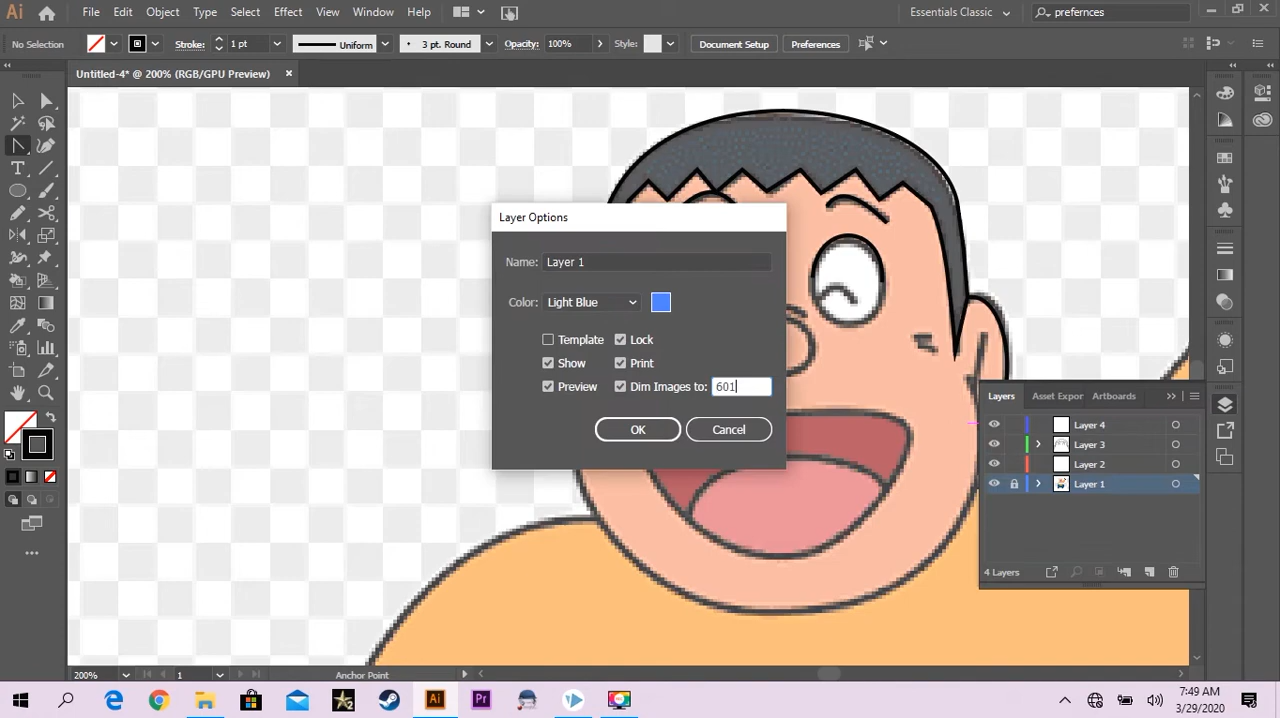 Ai File Edit Object Type Select Effect View Window Help Essentials Classic prefernces
No Selection Stroke: 1 pt Uniform 3 pt. Round Opacity: 100% Style: Document Setup Preferences
Untitled-4* @ 200% (RGB/GPU Preview)
Layer Options
Name: Layer 1
Color: Light Blue
Template Lock
Show Print
Preview Dim Images to: 601
OK Cancel
Layers Asset Expor Artboards
Layer 4
Layer 3
Layer 2
Layer 1
4 Layers
200% 1 Anchor Point
Ai Pr 7:49 AM
3/29/2020